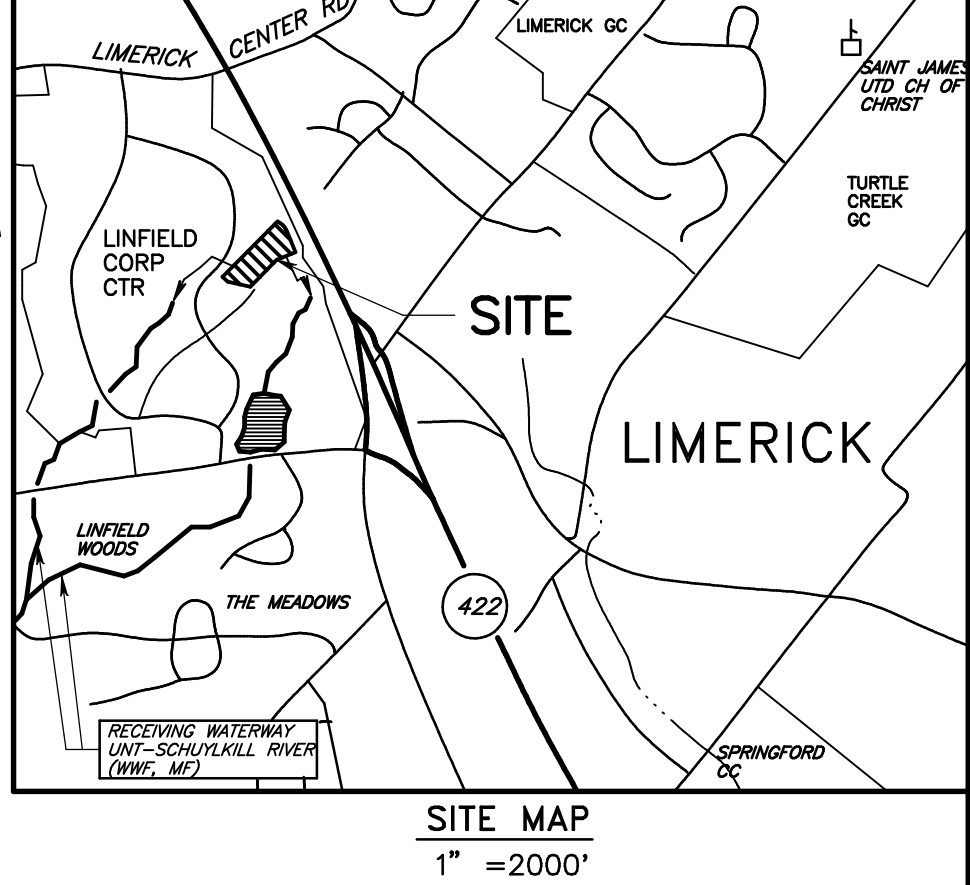 LIMERICK CENTER RD
LIMERICK GC
SAINT JAMES
UTD CH OF
CHRIST
TURTLE
CREEK
GC
LINFIELD
CORP
CTR
SITE
LIMERICK
LINFIELD
WOODS
THE MEADOWS
422
RECEIVING WATERWAY
UNT-SCHUYLKILL RIVER
(WWF, MF)
SPRINGFORD
CC
SITE MAP
1" =2000'